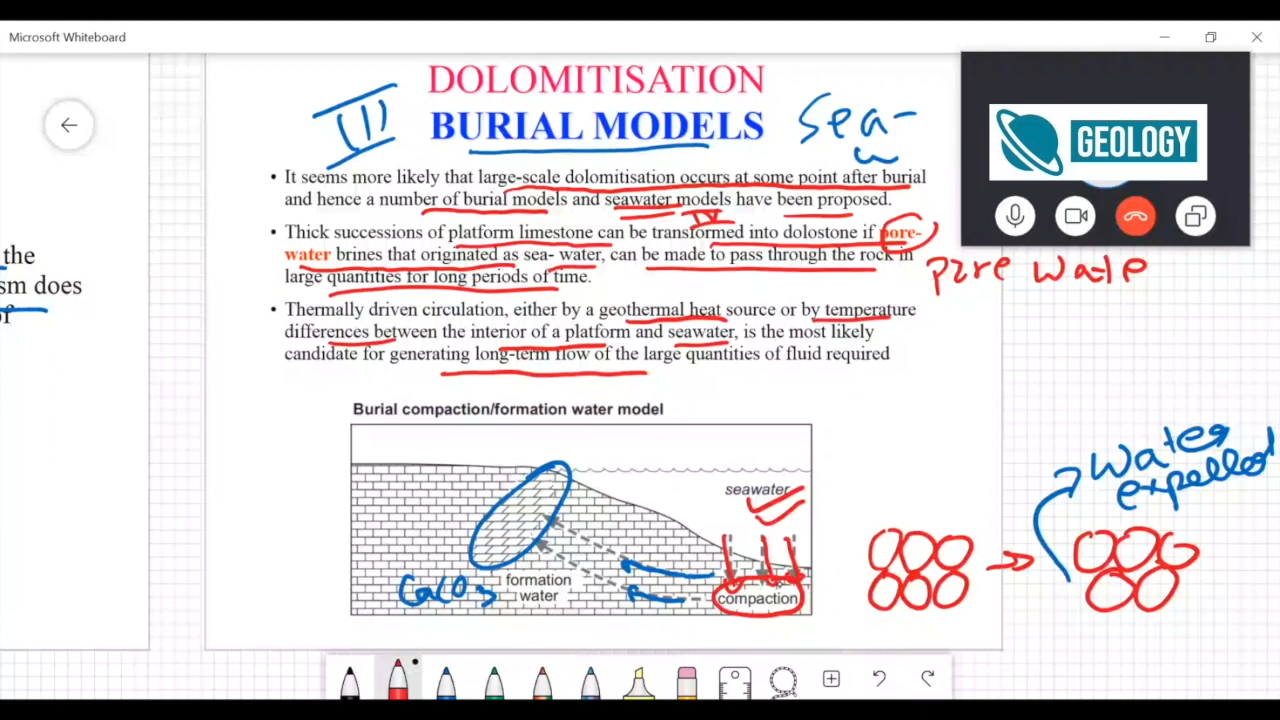 Microsoft Whiteboard
the
sm does
of
DOLOMITISATION
III
BURIAL MODELS
Sea-
w
• It seems more likely that large-scale dolomitisation occurs at some point after burial
and hence a number of burial models and seawater models have been proposed.
IV
• Thick successions of platform limestone can be transformed into dolostone if pore-
water brines that originated as sea- water, can be made to pass through the rock in
large quantities for long periods of time.
• Thermally driven circulation, either by a geothermal heat source or by temperature
differences between the interior of a platform and seawater, is the most likely
candidate for generating long-term flow of the large quantities of fluid required
GEOLOGY
Pore wate
Burial compaction/formation water model
seawater
formation
water
compaction
CaCO3
Water
expelled